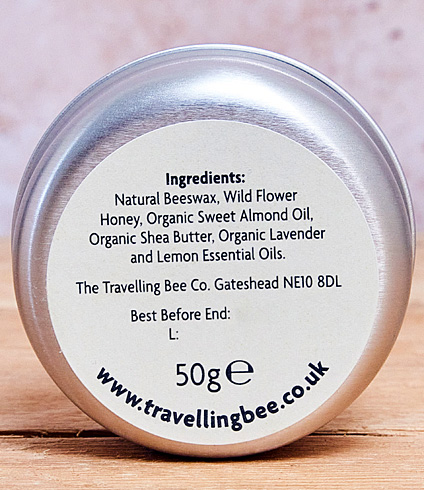 Ingredients:
Natural Beeswax, Wild Flower
Honey, Organic Sweet Almond Oil,
Organic Shea Butter, Organic Lavender
and Lemon Essential Oils.
The Travelling Bee Co. Gateshead NE10 8DL
Best Before End:
L:
50g ℮
www.travellingbee.co.uk